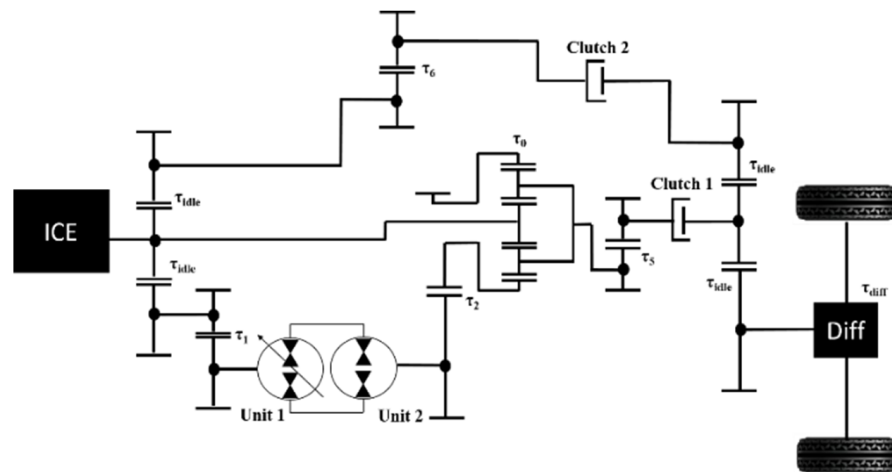 Clutch 2
τ6
τ0
τidle
τidle
Clutch 1
ICE
τidle
τ5
τidle
τdiff
τ2
τ1
Diff
Unit 1
Unit 2